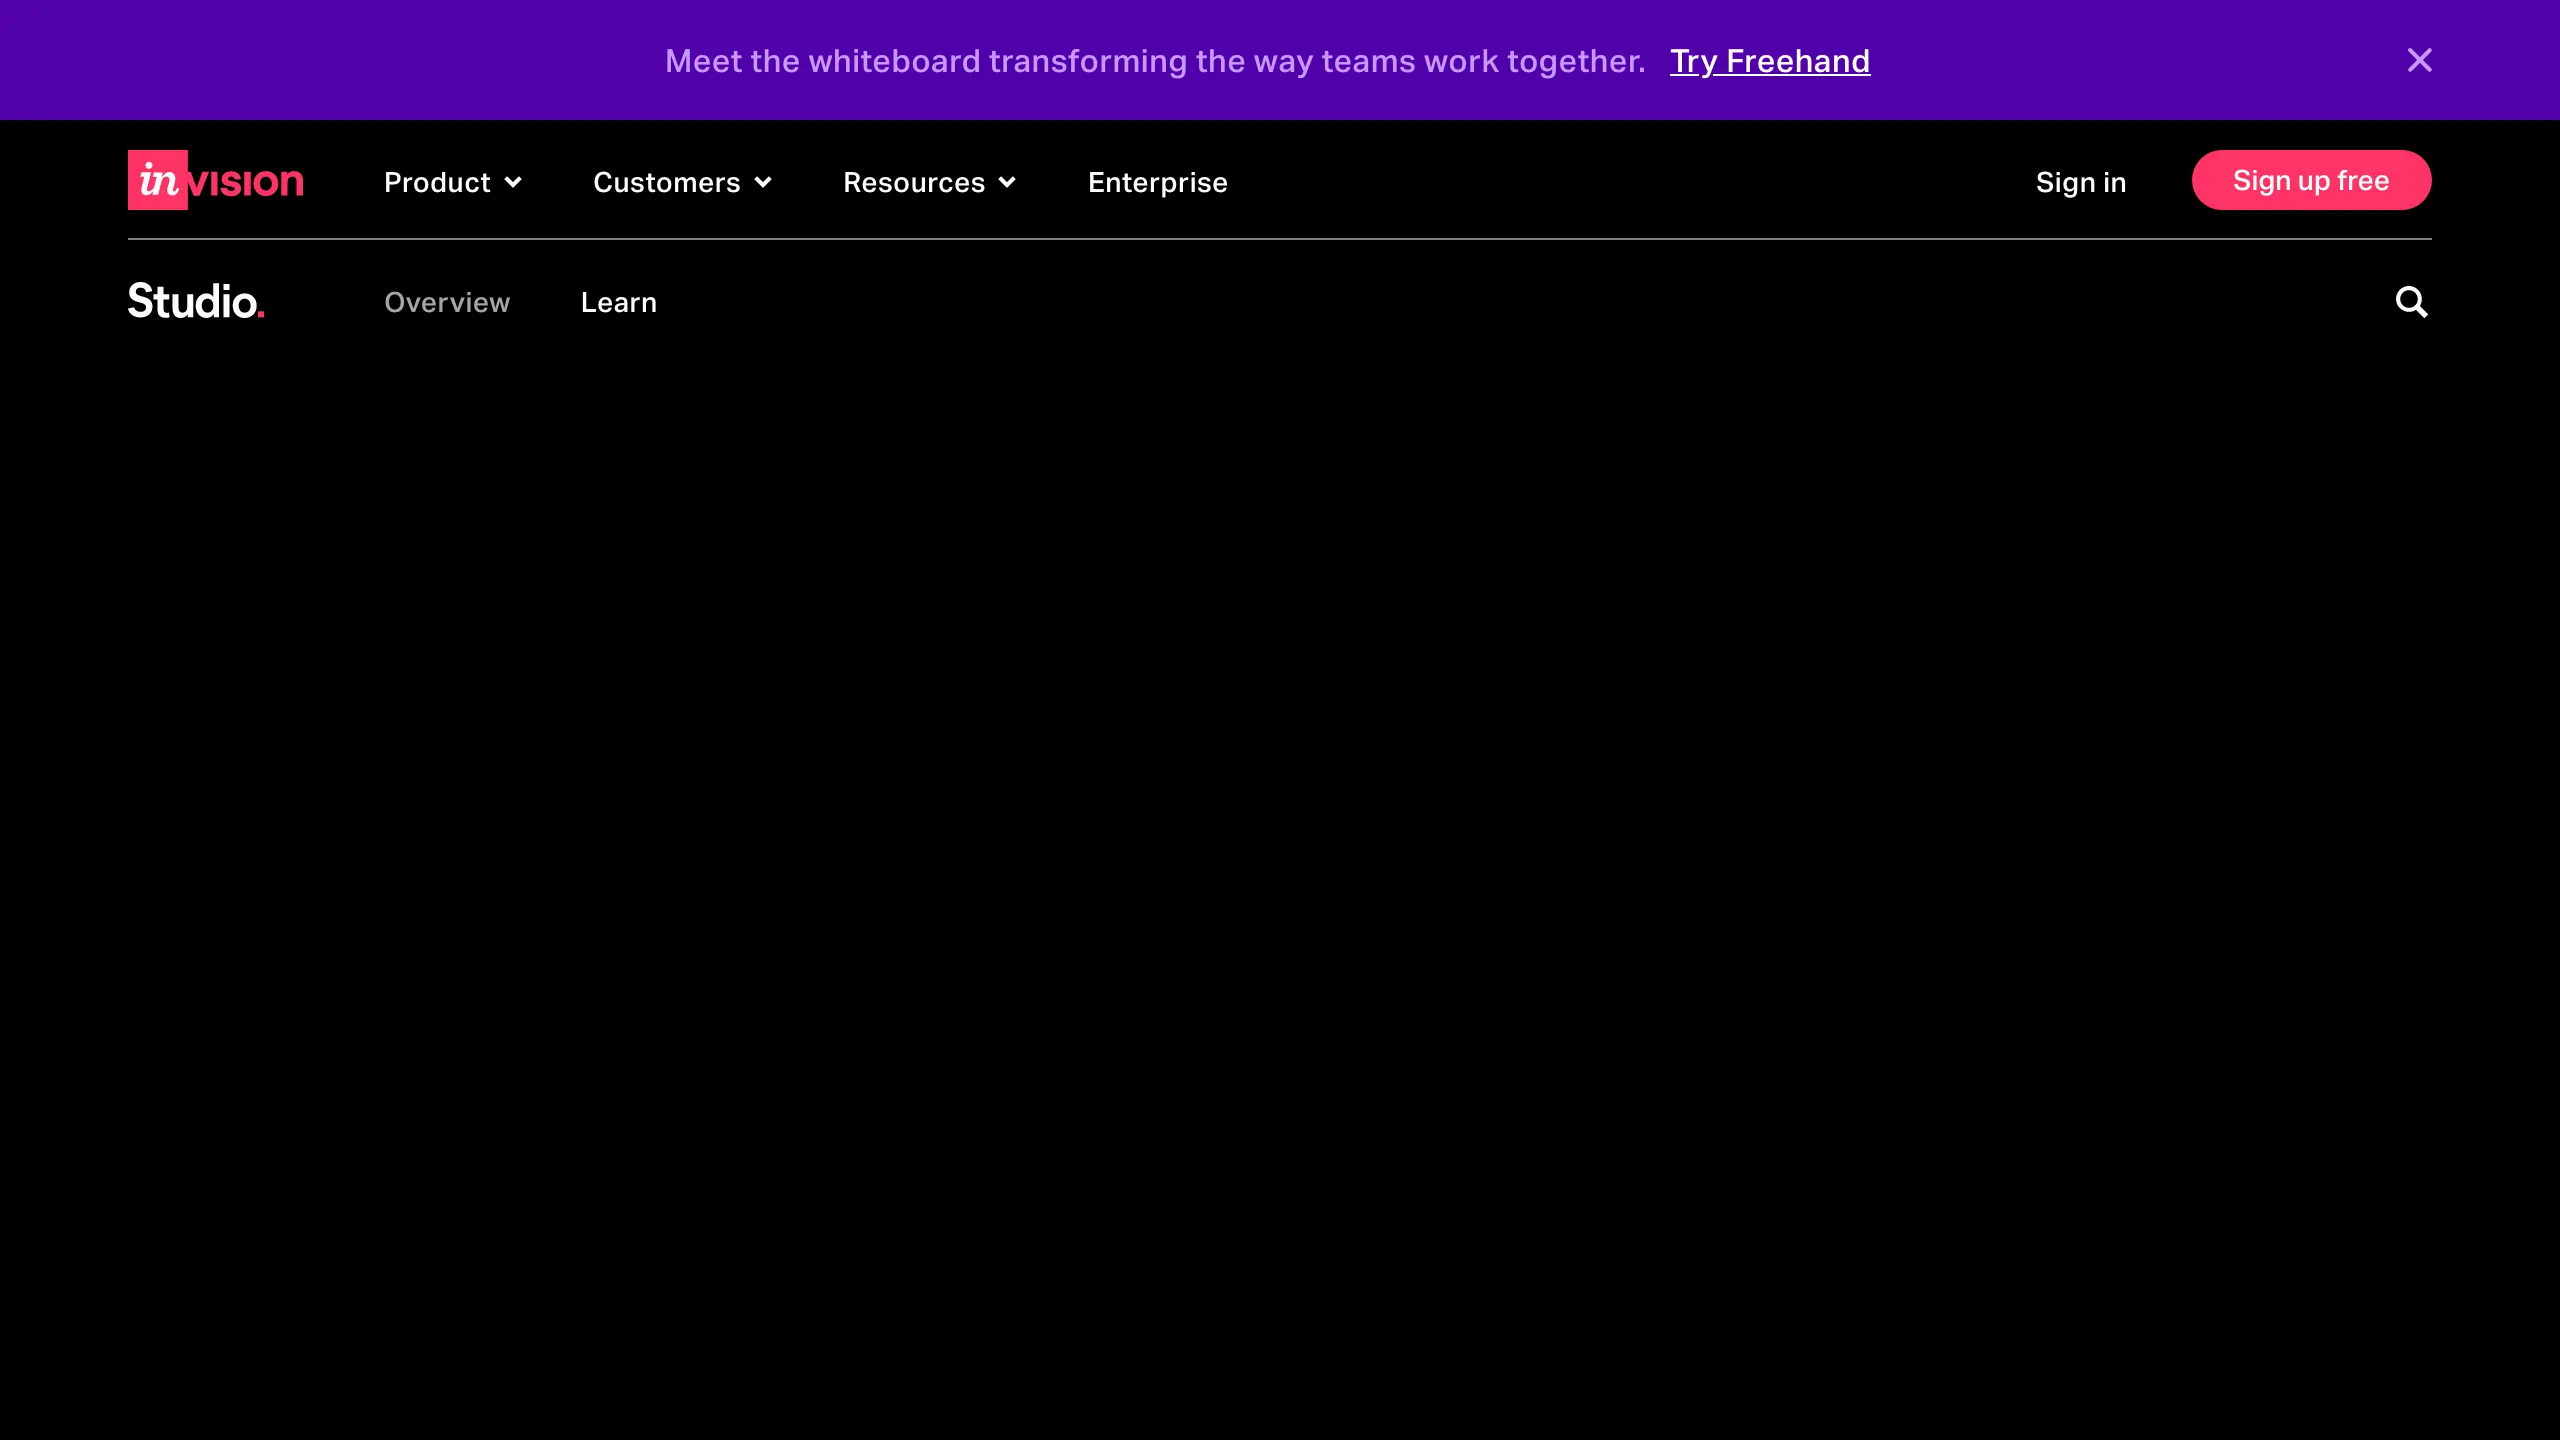 Meet the whiteboard transforming the way teams work together. Try Freehand
invision Product Customers Resources Enterprise Sign in Sign up free
Studio. Overview Learn